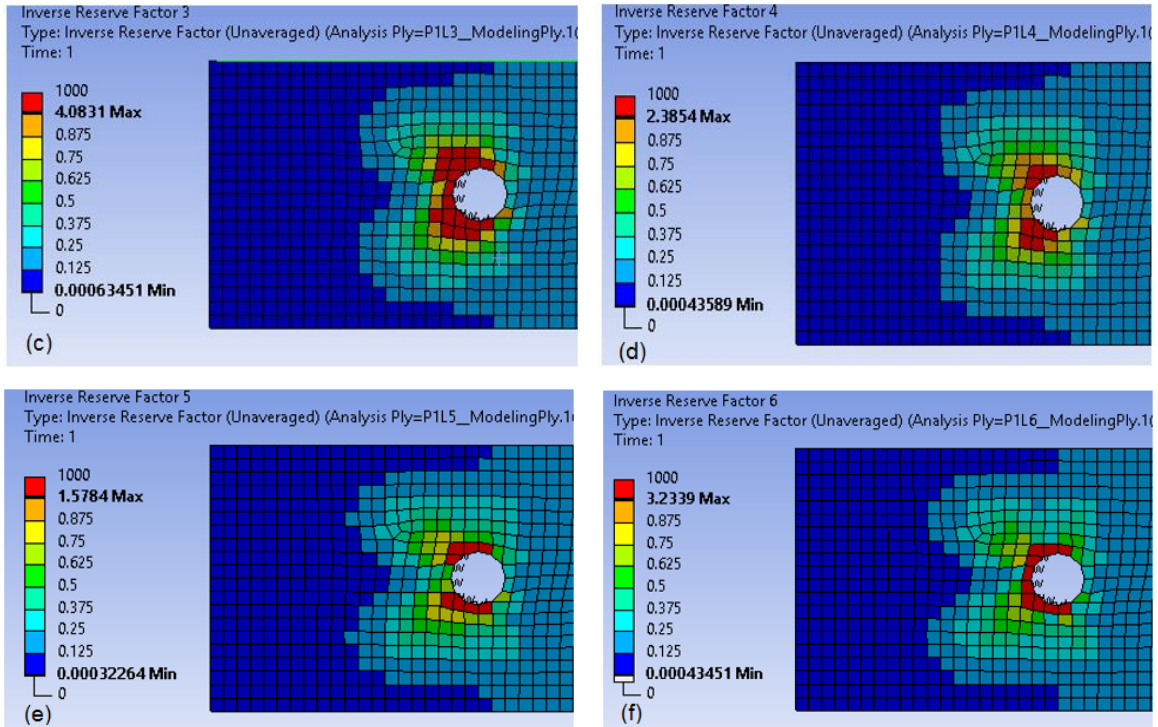 Inverse Reserve Factor 3
Type: Inverse Reserve Factor (Unaveraged) (Analysis Ply=P1L3__ModelingPly.1(
Time: 1
1000
4.0831 Max
0.875
0.75
0.625
0.5
0.375
0.25
0.125
0.00063451 Min
0
(c)
Inverse Reserve Factor 4
Type: Inverse Reserve Factor (Unaveraged) (Analysis Ply=P1L4__ModelingPly.1(
Time: 1
1000
2.3854 Max
0.875
0.75
0.625
0.5
0.375
0.25
0.125
0.00043589 Min
0
(d)
Inverse Reserve Factor 5
Type: Inverse Reserve Factor (Unaveraged) (Analysis Ply=P1L5__ModelingPly.1(
Time: 1
1000
1.5784 Max
0.875
0.75
0.625
0.5
0.375
0.25
0.125
0.00032264 Min
0
(e)
Inverse Reserve Factor 6
Type: Inverse Reserve Factor (Unaveraged) (Analysis Ply=P1L6__ModelingPly.1(
Time: 1
1000
3.2339 Max
0.875
0.75
0.625
0.5
0.375
0.25
0.125
0.00043451 Min
0
(f)